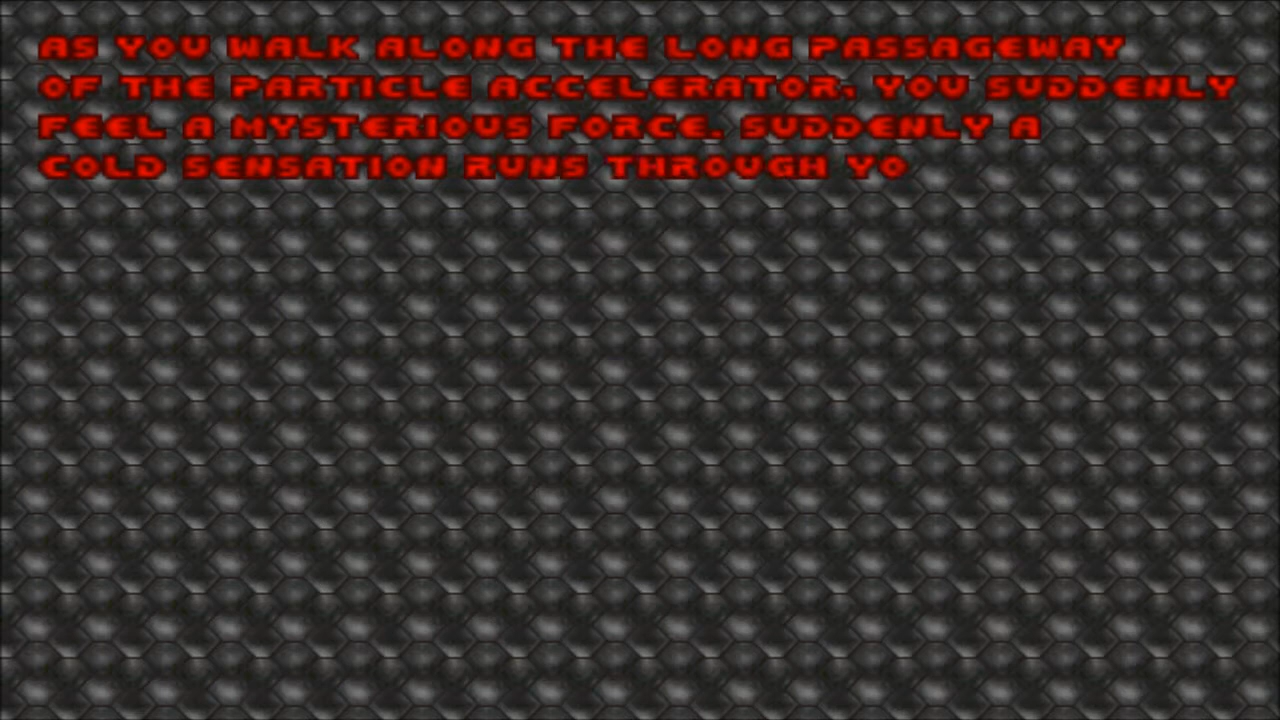 AS YOU WALK ALONG THE LONG PASSAGEWAY
OF THE PARTICLE ACCELERATOR, YOU SUDDENLY
FEEL A MYSTERIOUS FORCE. SUDDENLY A
COLD SENSATION RUNS THROUGH YO